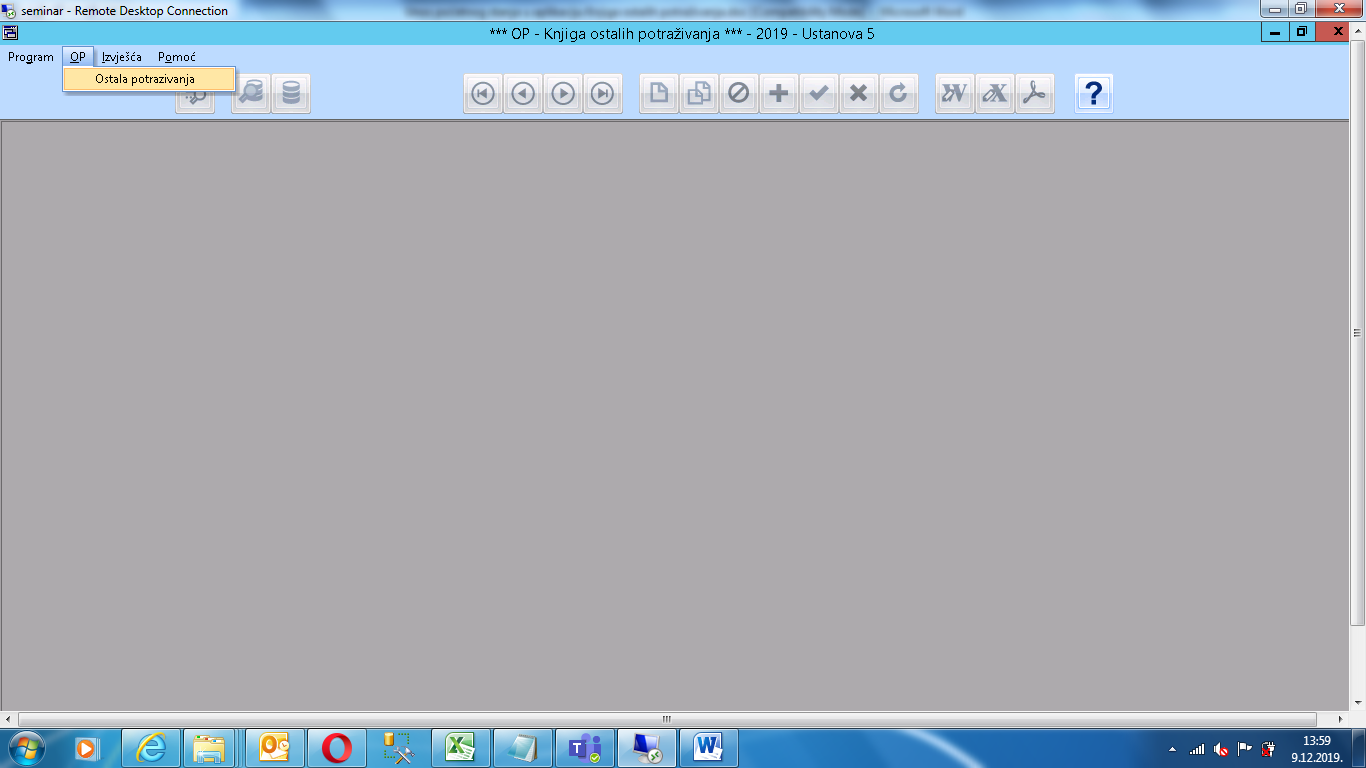 seminar - Remote Desktop Connection
*** OP - Knjiga ostalih potraživanja *** - 2019 - Ustanova 5
Program OP Izvješća Pomoć
Ostala potrazivanja
13:59
9.12.2019.